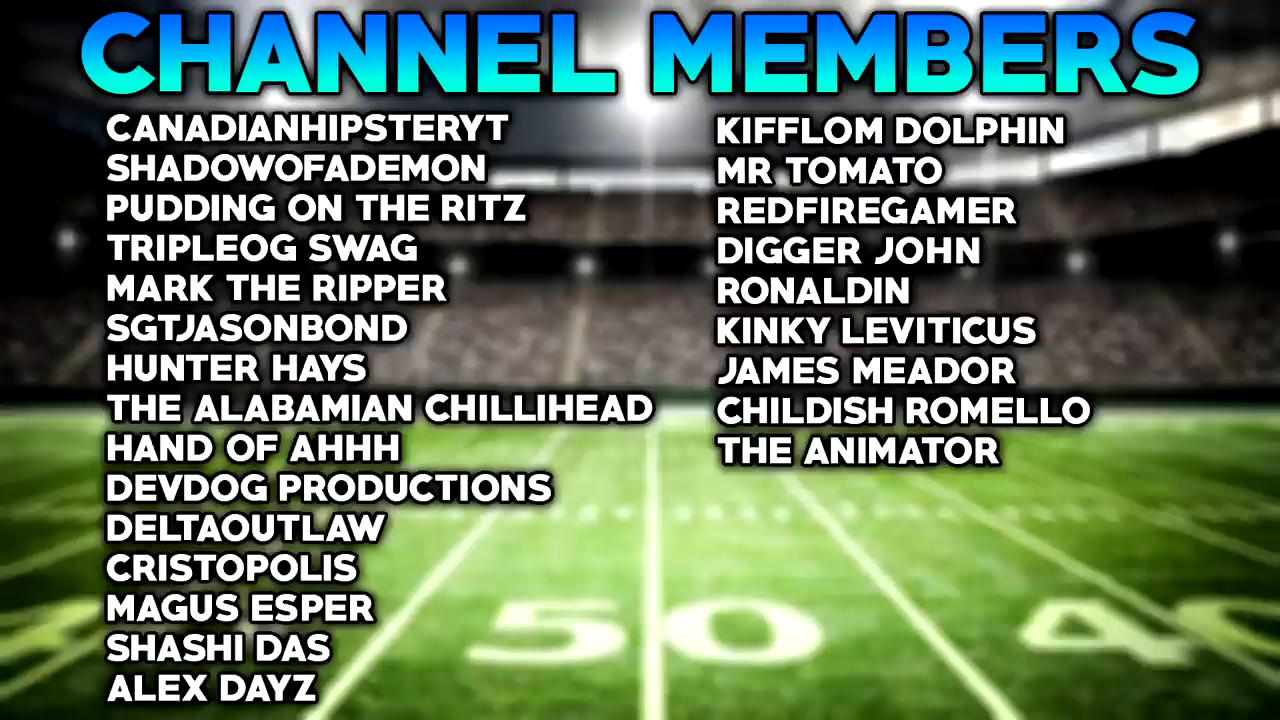 CHANNEL MEMBERS
CANADIANHIPSTERYT
SHADOWOFADEMON
PUDDING ON THE RITZ
TRIPLEOG SWAG
MARK THE RIPPER
SGTJASONBOND
HUNTER HAYS
THE ALABAMIAN CHILLIHEAD
HAND OF AHHH
DEVDOG PRODUCTIONS
DELTAOUTLAW
CRISTOPOLIS
MAGUS ESPER
SHASHI DAS
ALEX DAYZ
KIFFLOM DOLPHIN
MR TOMATO
REDFIREGAMER
DIGGER JOHN
RONALDIN
KINKY LEVITICUS
JAMES MEADOR
CHILDISH ROMELLO
THE ANIMATOR
50 40